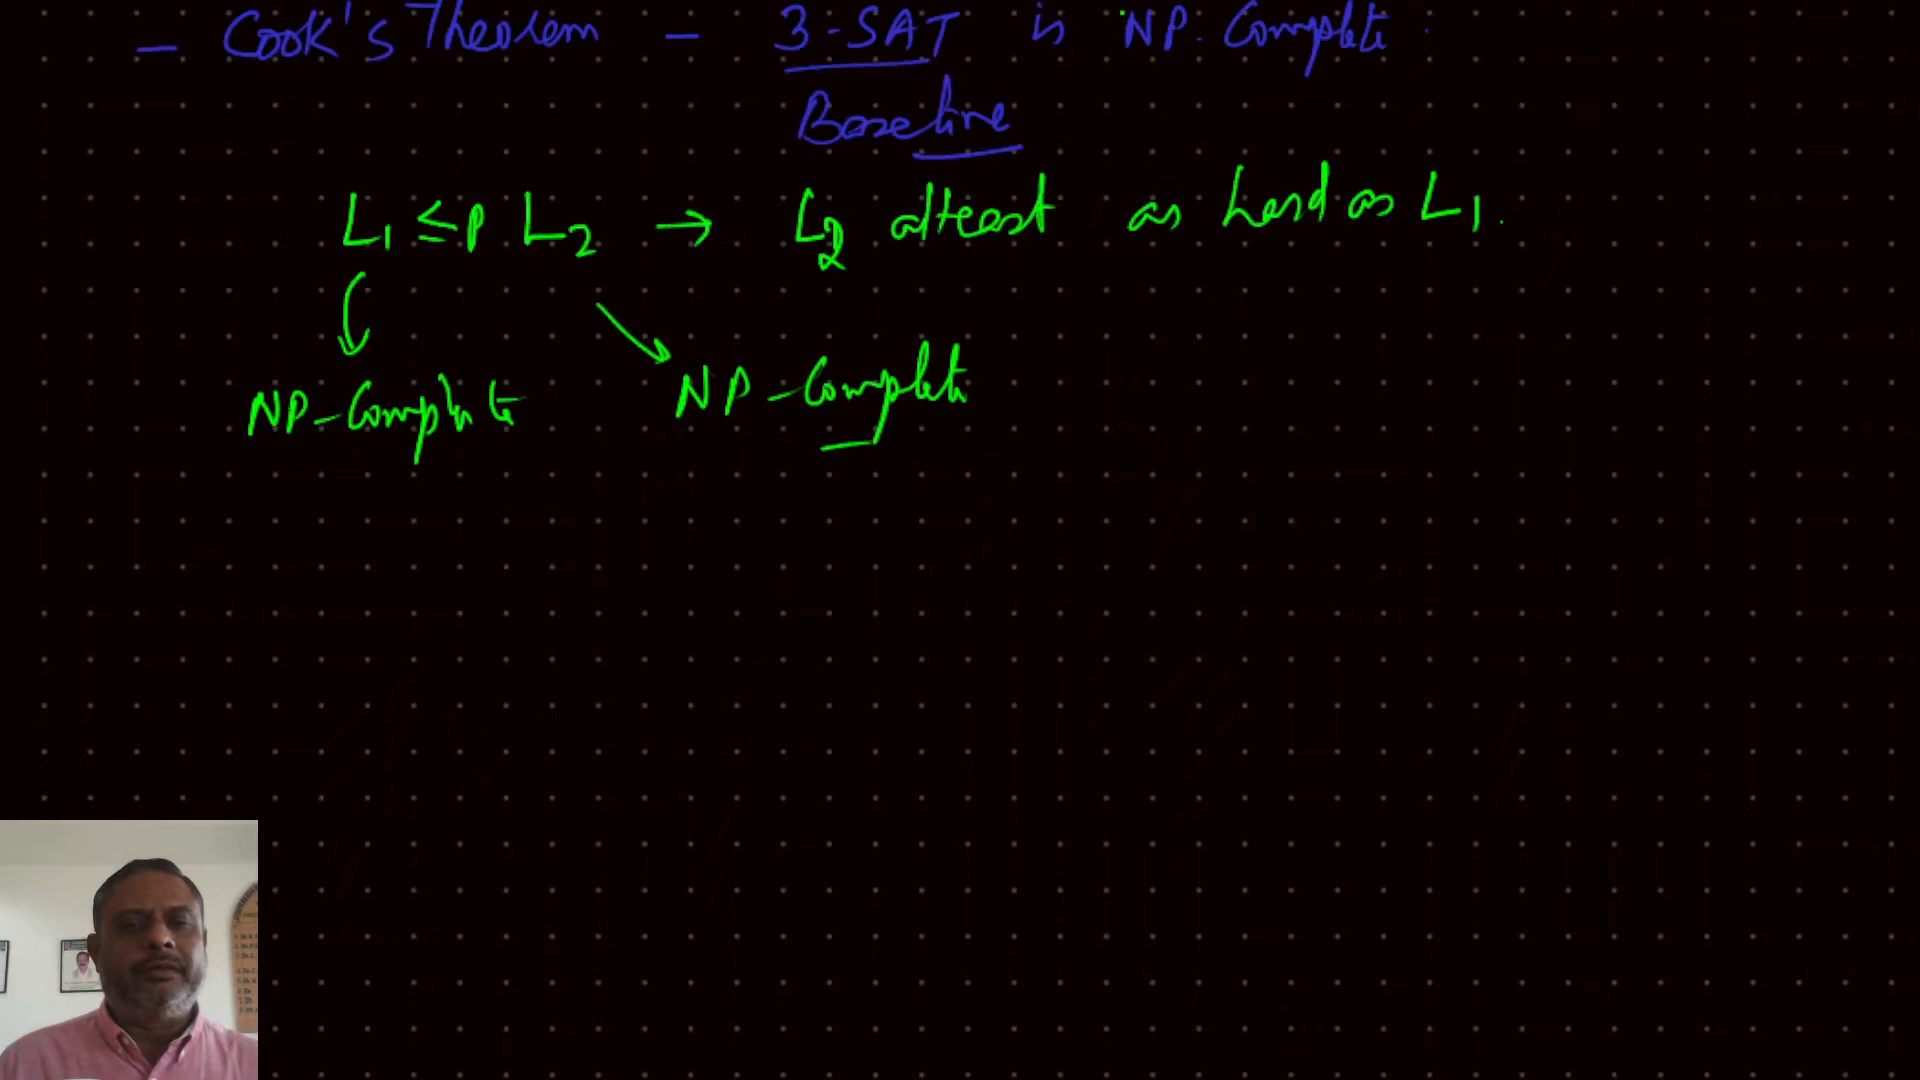 - Cook's Theorem - 3-SAT is NP-Complete.
Baseline
L1 ≤p L2 → L2 atleast as hard as L1.
NP-Complete NP-Complete